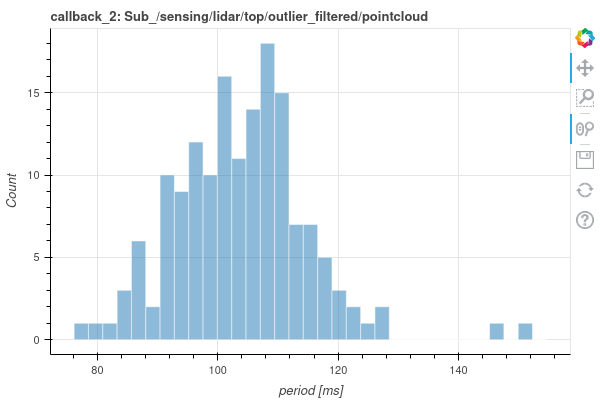 callback_2: Sub_/sensing/lidar/top/outlier_filtered/pointcloud
Count
15
10
5
0
80
100
120
140
period [ms]